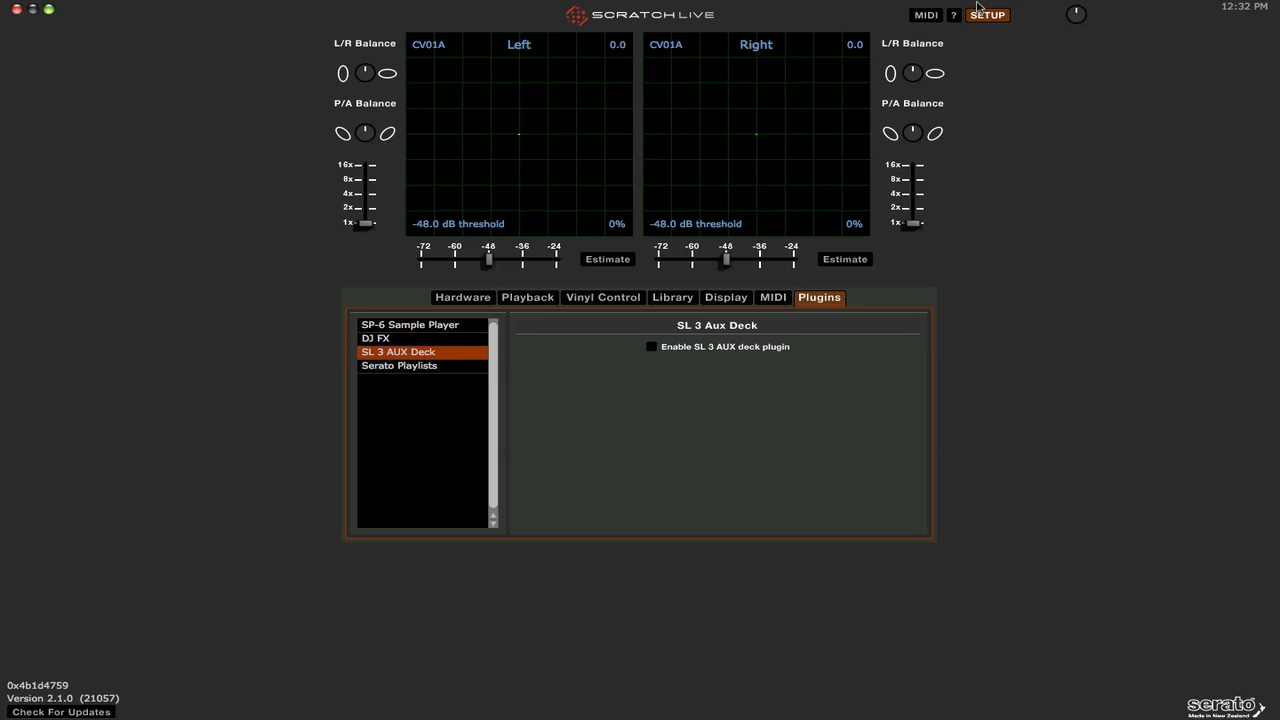 12:32 PM
SCRATCH LIVE
MIDI ? SETUP
L/R Balance
CV01A Left 0.0
CV01A Right 0.0
L/R Balance
P/A Balance
P/A Balance
16x
8x
4x
2x
1x
16x
8x
4x
2x
1x
-48.0 dB threshold 0%
-48.0 dB threshold 0%
-72 -60 -48 -36 -24
Estimate
-72 -60 -48 -36 -24
Estimate
Hardware Playback Vinyl Control Library Display MIDI Plugins
SP-6 Sample Player
DJ FX
SL 3 AUX Deck
Serato Playlists
SL 3 Aux Deck
Enable SL 3 AUX deck plugin
0x4b1d4759
Version 2.1.0 (21057)
Check For Updates
serato
Made in New Zealand